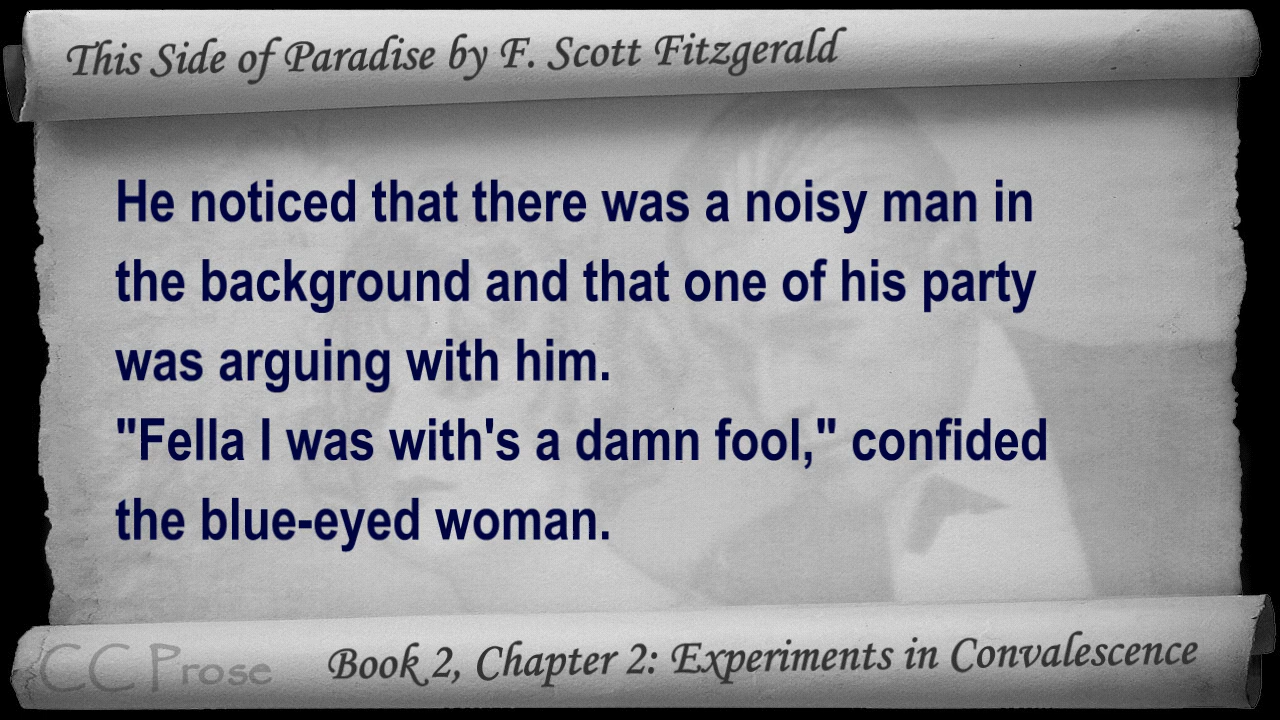 This Side of Paradise by F. Scott Fitzgerald
He noticed that there was a noisy man in
the background and that one of his party
was arguing with him.
"Fella I was with's a damn fool," confided
the blue-eyed woman.
CC Prose
Book 2, Chapter 2: Experiments in Convalescence